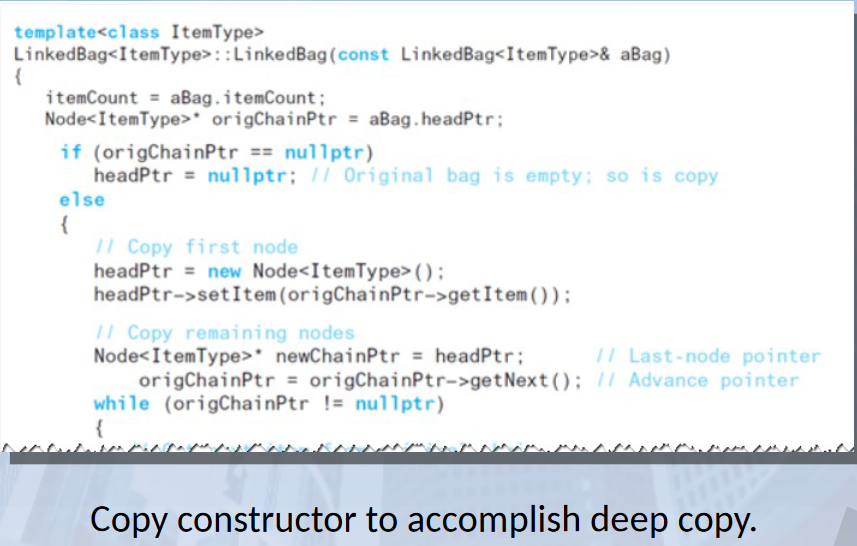 template<class ItemType>
LinkedBag<ItemType>::LinkedBag(const LinkedBag<ItemType>& aBag)
{
itemCount = aBag.itemCount;
Node<ItemType>* origChainPtr = aBag.headPtr;
if (origChainPtr == nullptr)
headPtr = nullptr; // Original bag is empty; so is copy
else
{
// Copy first node
headPtr = new Node<ItemType>();
headPtr->setItem(origChainPtr->getItem());
// Copy remaining nodes
Node<ItemType>* newChainPtr = headPtr; // Last-node pointer
origChainPtr = origChainPtr->getNext(); // Advance pointer
while (origChainPtr != nullptr)
{
Copy constructor to accomplish deep copy.